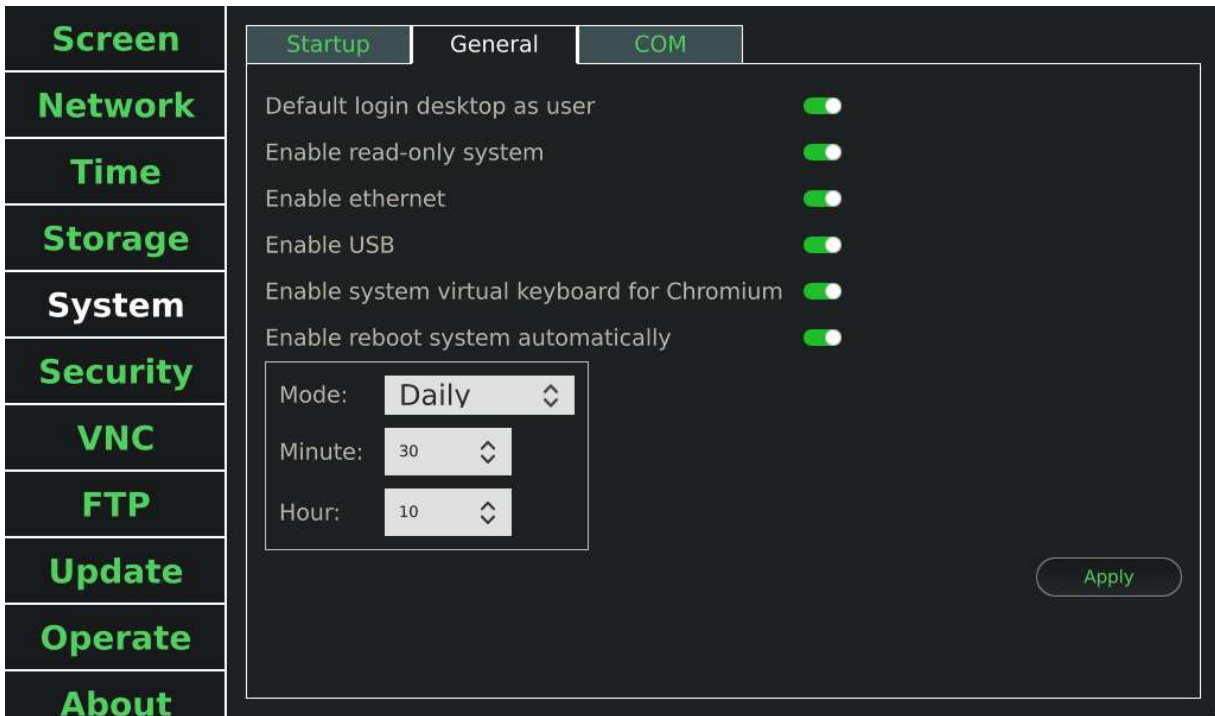 Screen
Network
Time
Storage
System
Security
VNC
FTP
Update
Operate
About
Startup General COM
Default login desktop as user
Enable read-only system
Enable ethernet
Enable USB
Enable system virtual keyboard for Chromium
Enable reboot system automatically
Mode: Daily
Minute: 30
Hour: 10
Apply